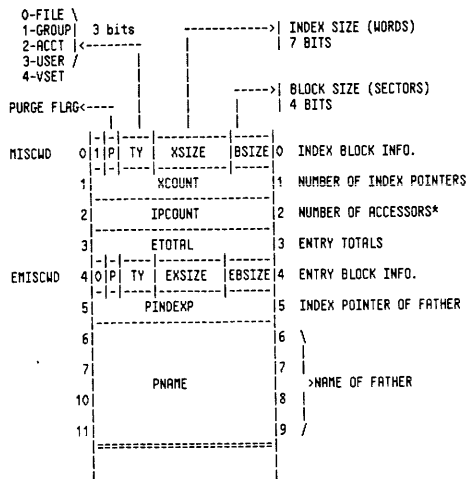 0-FILE \
1-GROUP| 3 bits ------------>| INDEX SIZE (WORDS)
2-ACCT |<------- | 7 BITS
3-USER /
4-VSET ----->| BLOCK SIZE (SECTORS)
| 4 BITS
PURGE FLAG<----
MISCWD 0|1|P| TY | XSIZE |BSIZE|0 INDEX BLOCK INFO.
1| XCOUNT |1 NUMBER OF INDEX POINTERS
2| IPCOUNT |2 NUMBER OF ACCESSORS*
3| ETOTAL |3 ENTRY TOTALS
EMISCWD 4|0|P| TY | EXSIZE |EBSIZE|4 ENTRY BLOCK INFO.
5| PINDEXP |5 INDEX POINTER OF FATHER
6| |6 \
7| PNAME |7 | >NAME OF FATHER
10| |8 |
11| |9 /